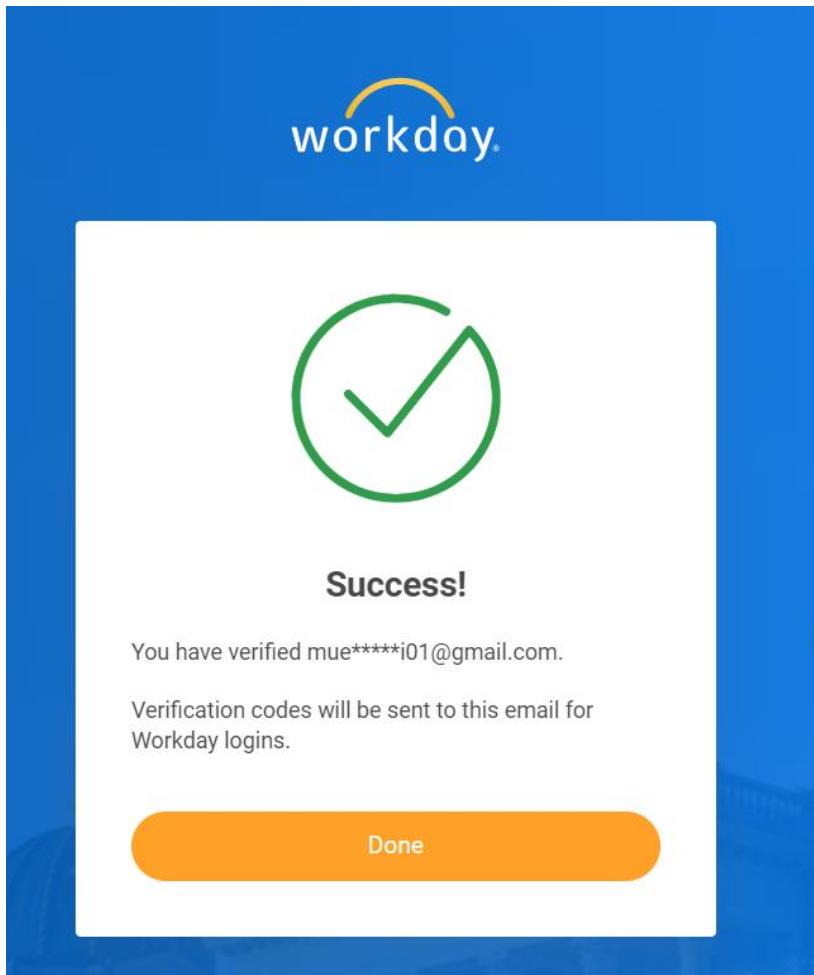 workday.
Success!
You have verified mue*****i01@gmail.com.
Verification codes will be sent to this email for
Workday logins.
Done